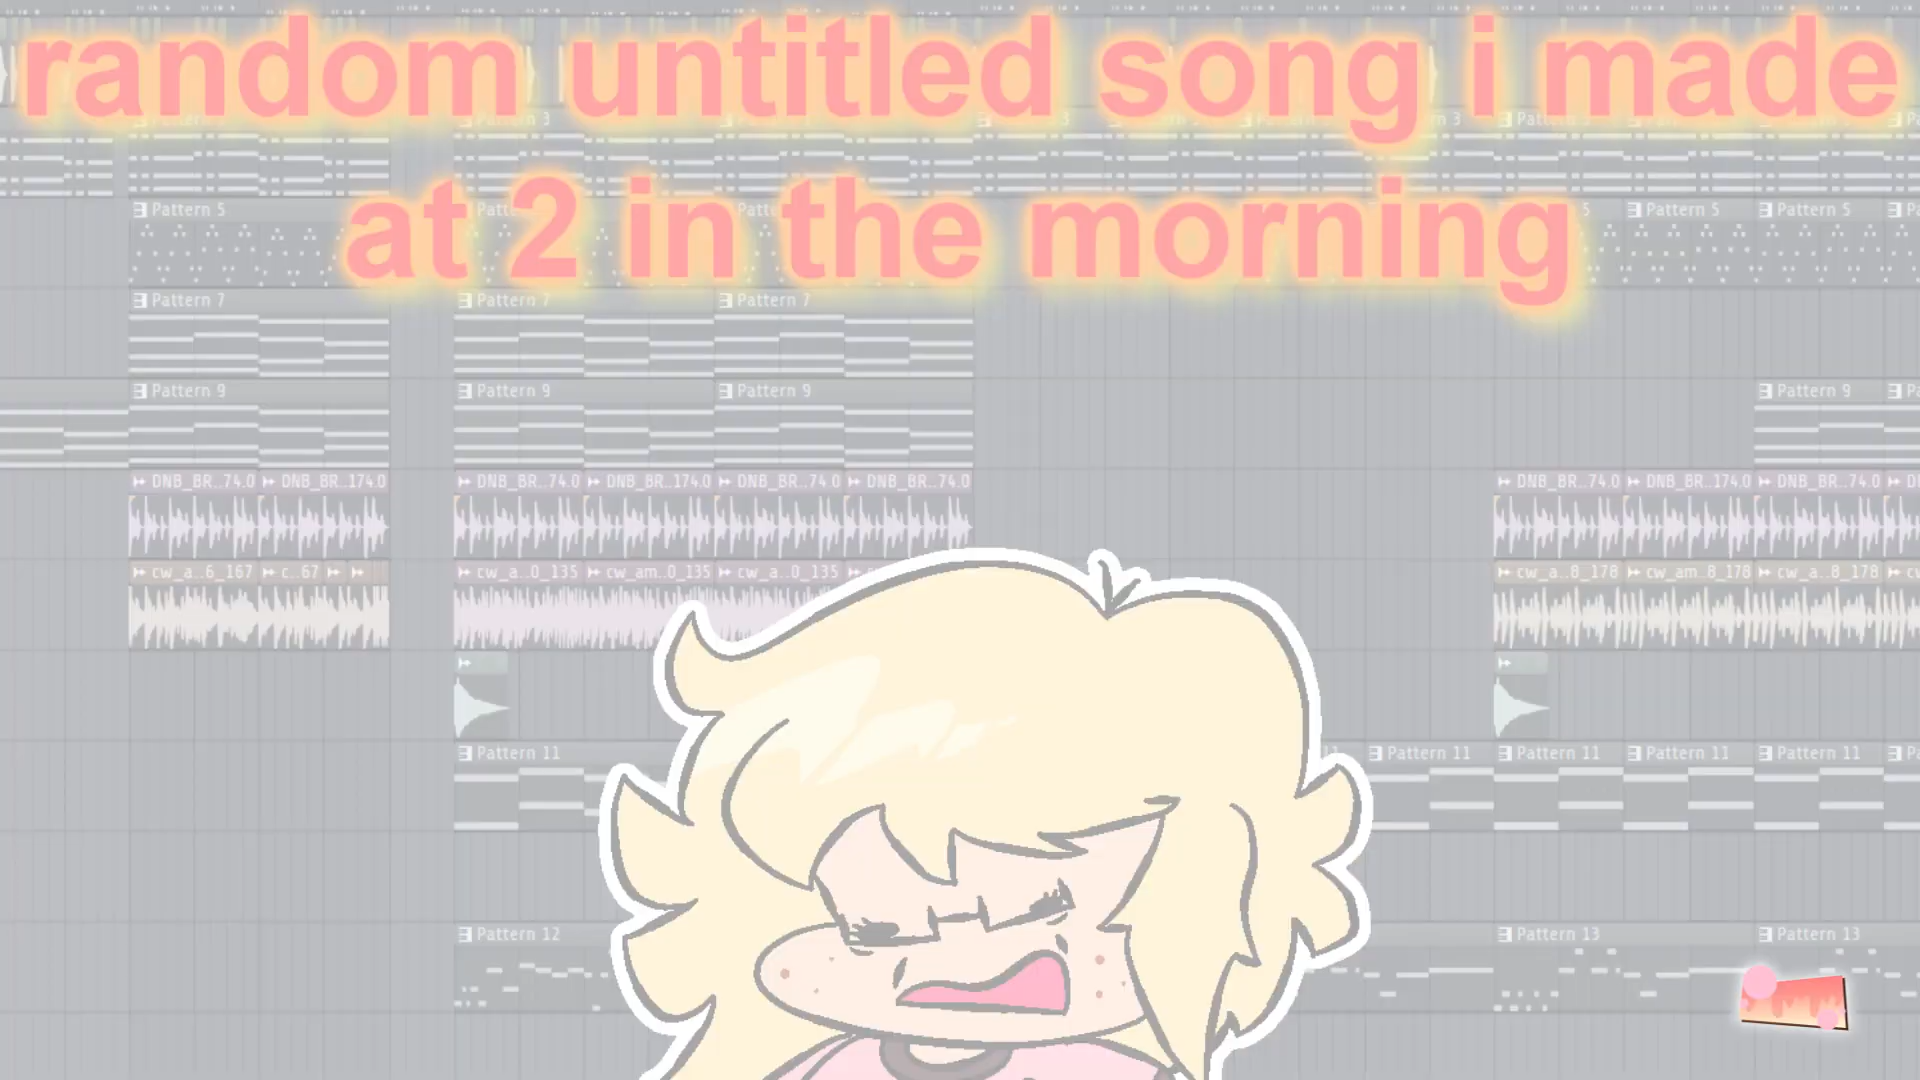 random untitled song i made
at 2 in the morning
Pattern 5
Pattern 5 Pattern 5
Pattern 7 Pattern 7 Pattern 7
Pattern 9 Pattern 9 Pattern 9 Pattern 9
DNB_BR..74.0 DNB_BR..174.0 DNB_BR..74.0 DNB_BR..174.0 DNB_BR..74.0 DNB_BR..74.0 DNB_BR..74.0 DNB_BR..174.0 DNB_BR..74.0
cw_a..6_167 c..67 cw_a..0_135 cw_am..0_135 cw_a..0_135 cw_a..8_178 cw_am..8_178 cw_a..8_178
Pattern 11 Pattern 11 Pattern 11 Pattern 11 Pattern 11
Pattern 12 Pattern 13 Pattern 13